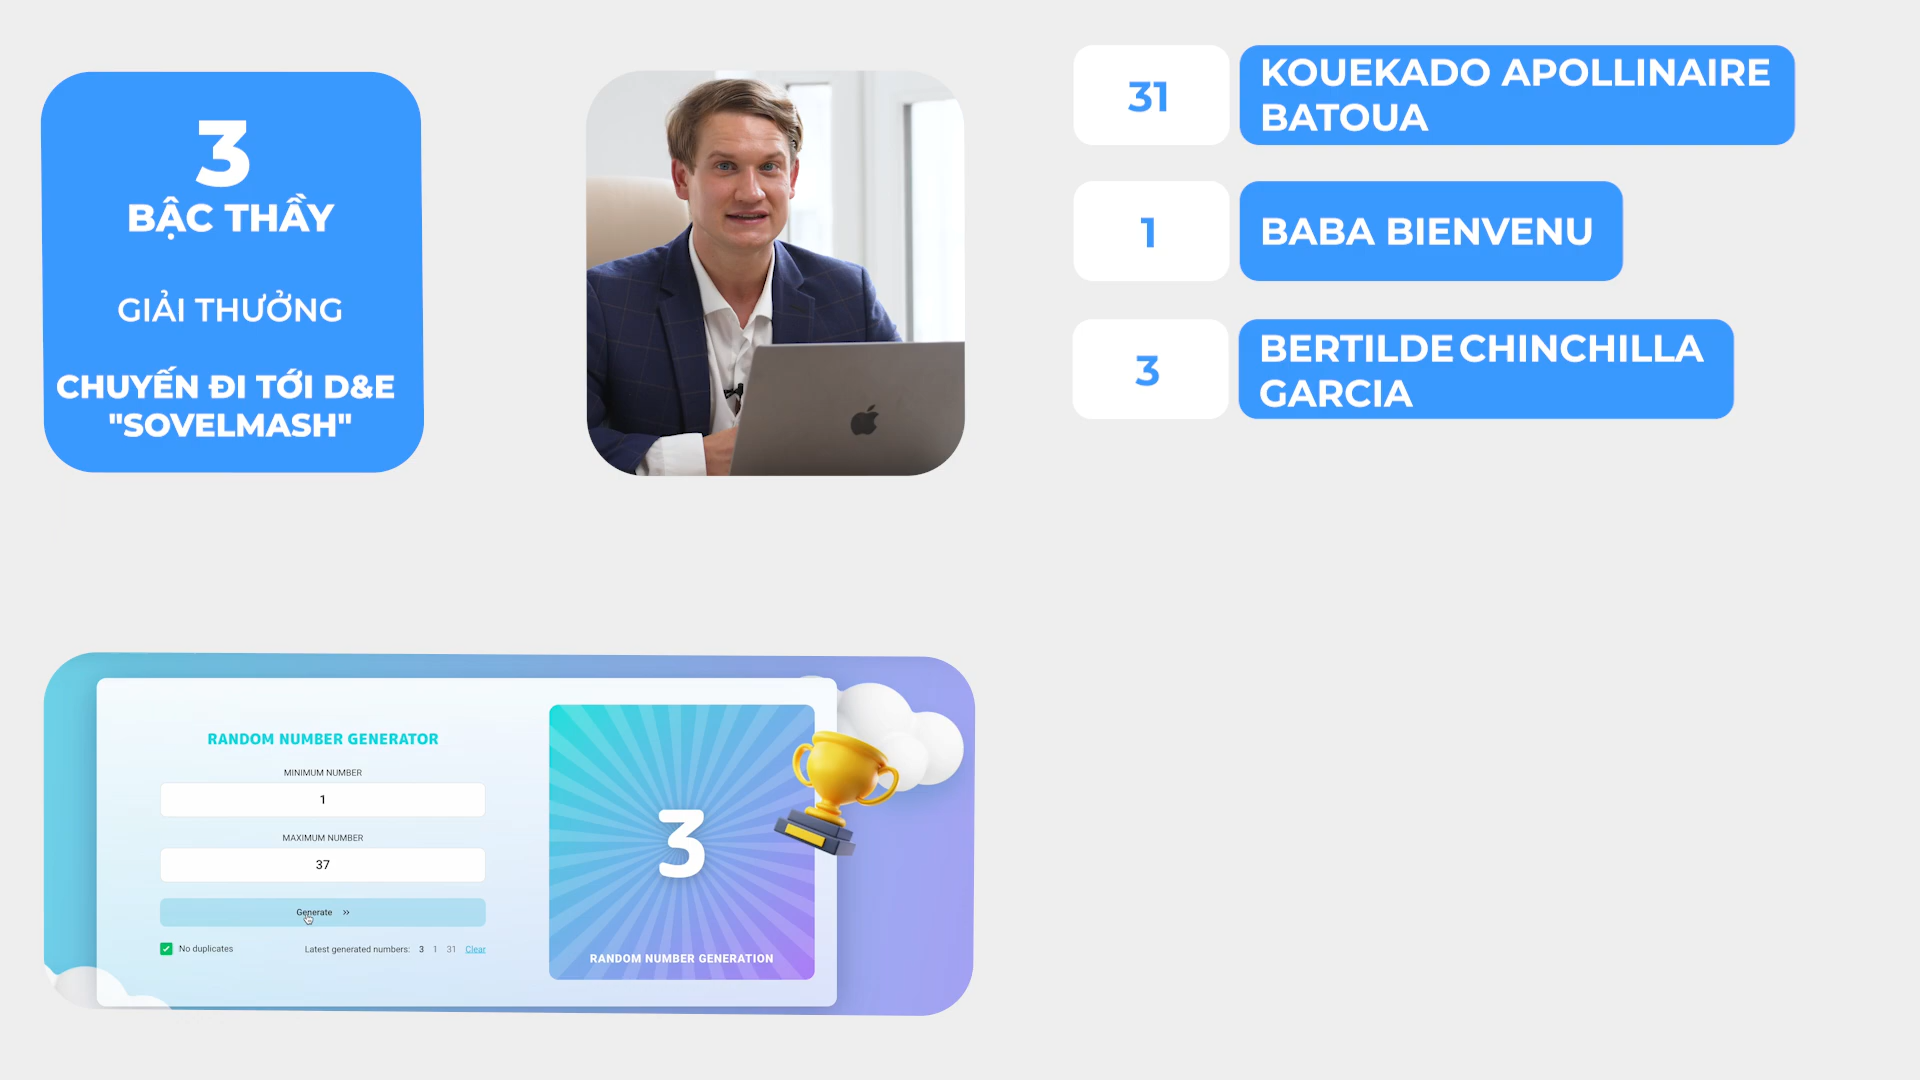 3
BẬC THẦY
GIẢI THƯỞNG
CHUYẾN ĐI TỚI D&E
"SOVELMASH"
31
KOUEKADO APOLLINAIRE
BATOUA
1
BABA BIENVENU
3
BERTILDE CHINCHILLA
GARCIA
RANDOM NUMBER GENERATOR
MINIMUM NUMBER
1
MAXIMUM NUMBER
37
Generate »
No duplicates
Latest generated numbers: 3 1 31 Clear
3
RANDOM NUMBER GENERATION